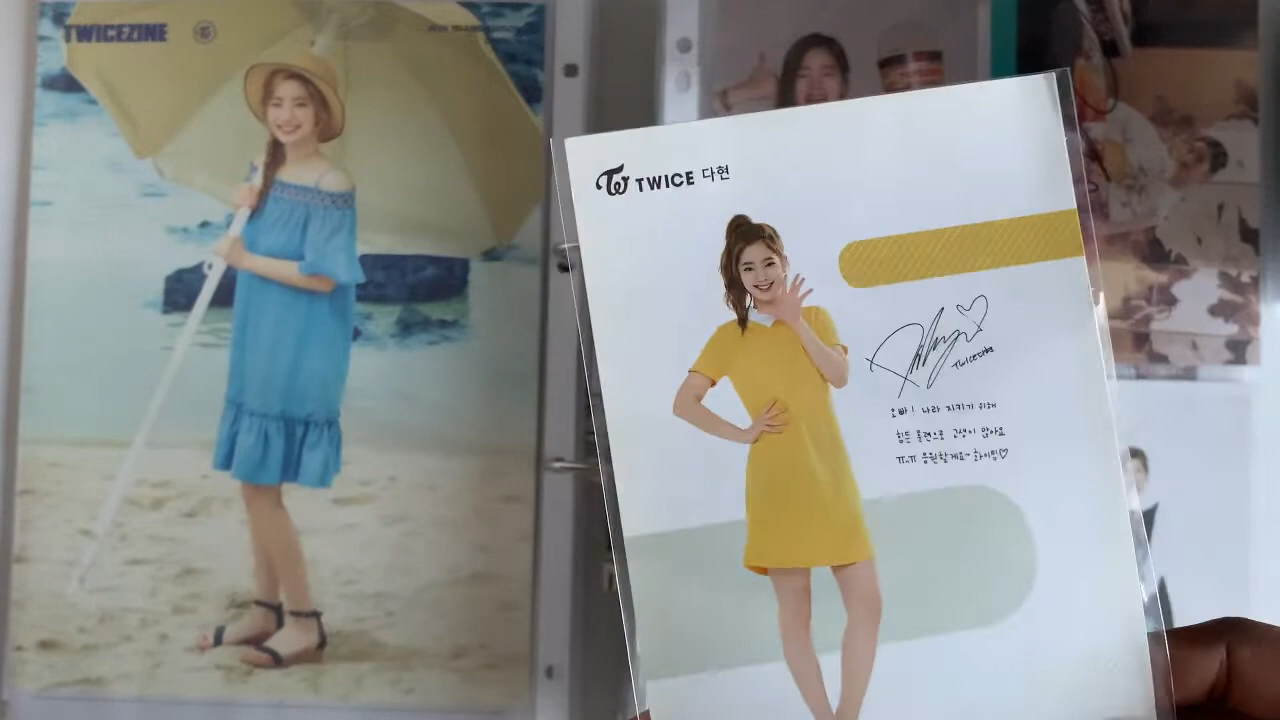 TWICEZINE
TWICE 다현
TWICE다현
오빠! 나라 지키기 위해
힘든 훈련으로 고생이 많아요
ㅠ_ㅠ 응원할게요~ 화이팅♡